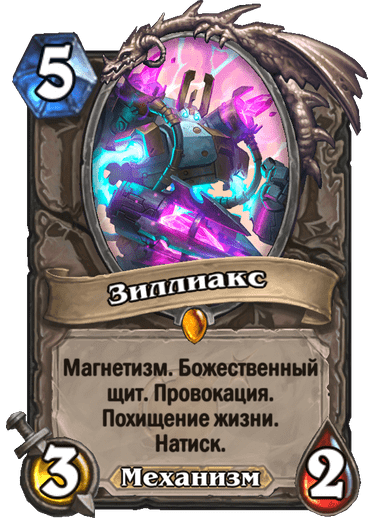 5
Зиллиакс
Магнетизм. Божественный
щит. Провокация.
Похищение жизни.
Натиск.
3
Механизм
2